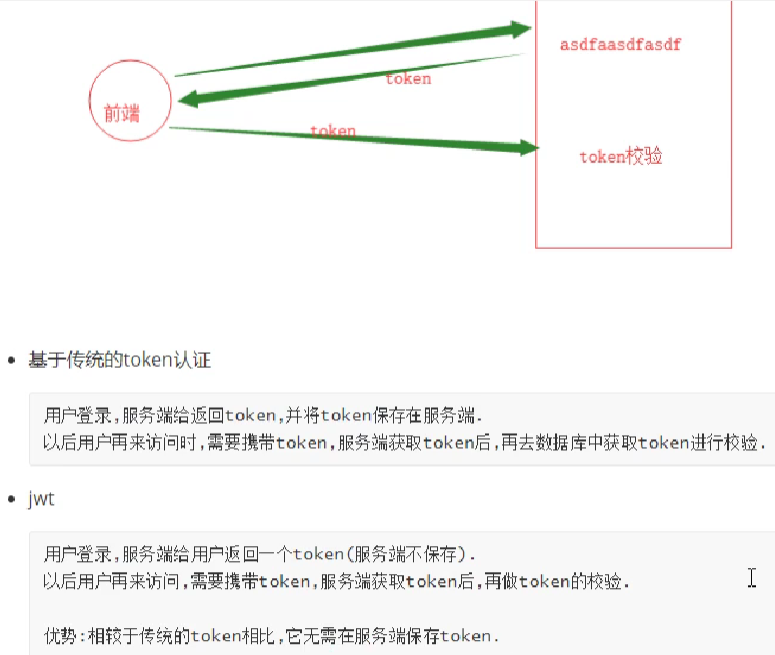 asdfaasdfasdf
token
前端
token
token校验
基于传统的token认证
用户登录,服务端给返回token,并将token保存在服务端.
以后用户再来访问时,需要携带token,服务端获取token后,再去数据库中获取token进行校验.
jwt
用户登录,服务端给用户返回一个token(服务端不保存).
以后用户再来访问,需要携带token,服务端获取token后,再做token的校验.
优势:相较于传统的token相比,它无需在服务端保存token.